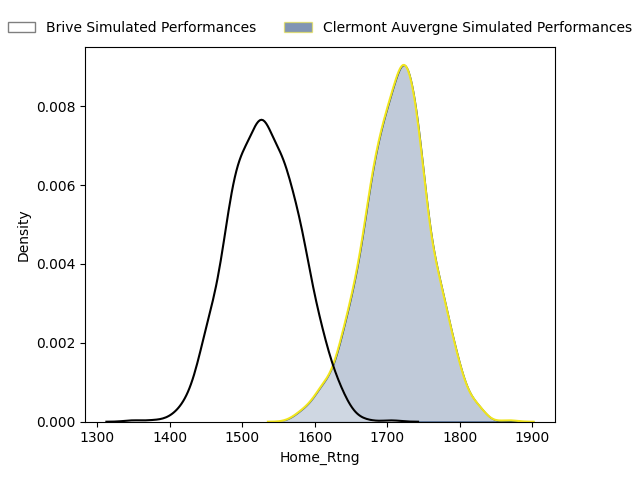 Brive Simulated Performances
Clermont Auvergne Simulated Performances
Density
0.008
0.006
0.004
0.002
0.000
1300 1400 1500 1600 1700 1800 1900
Home_Rtng